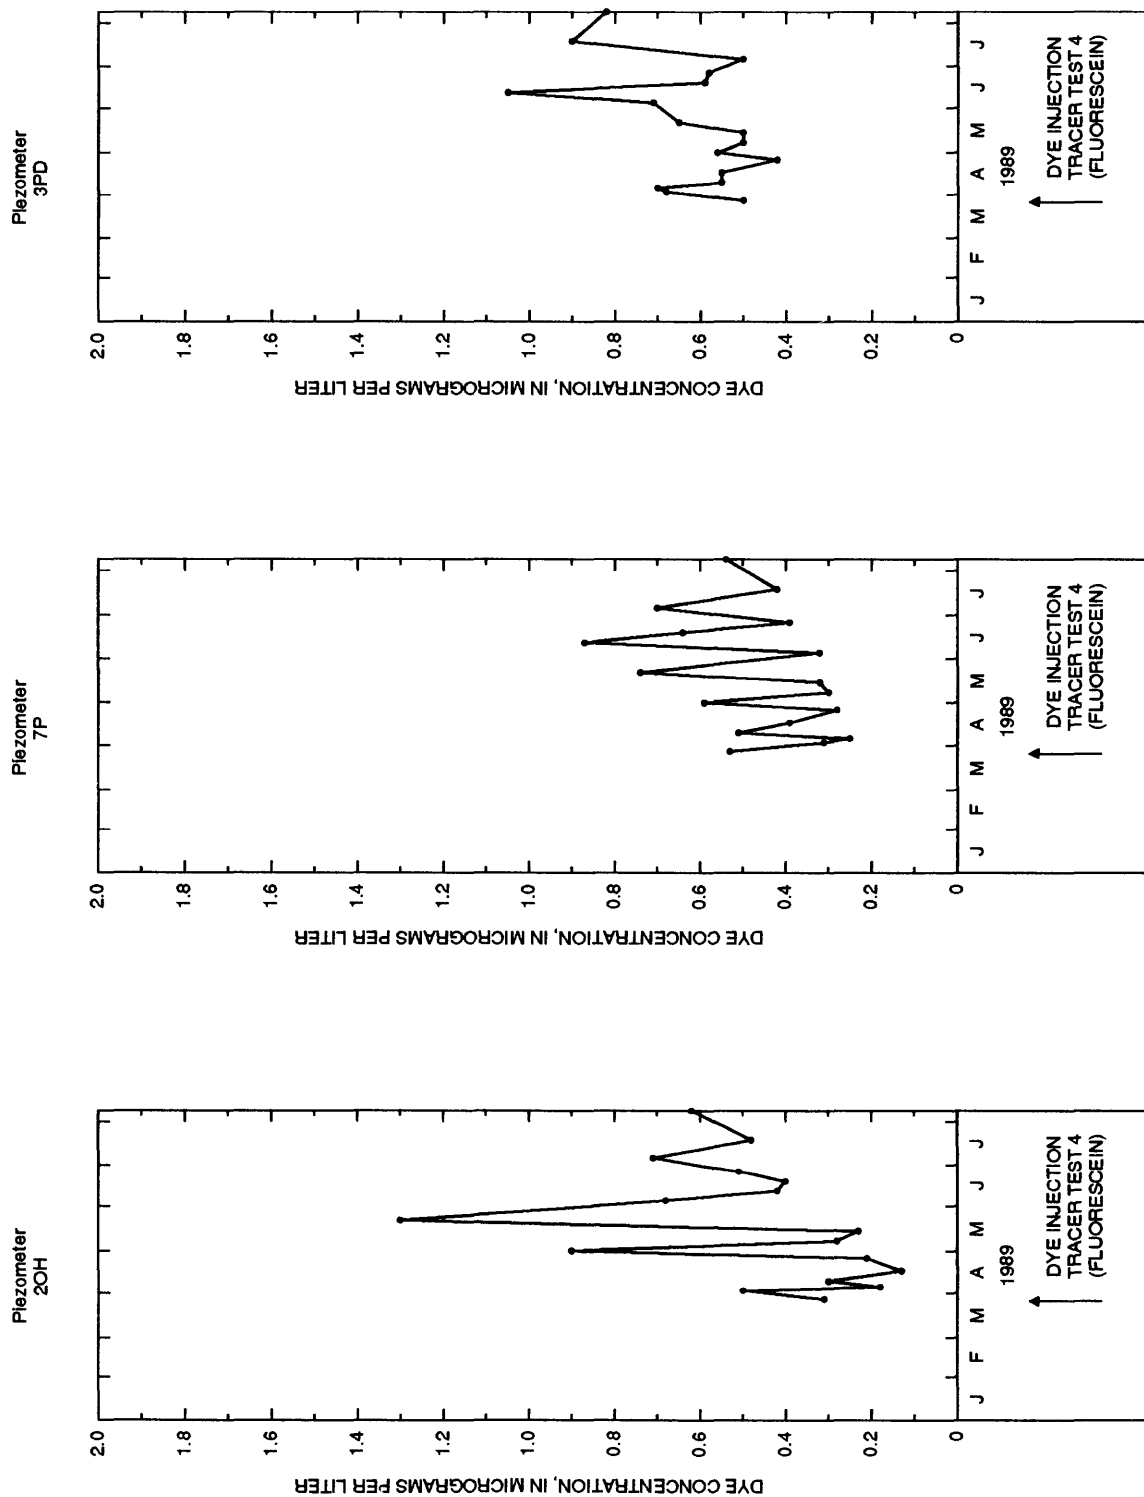 Piezometer
2OH
DYE CONCENTRATION, IN MICROGRAMS PER LITER
2.0
1.8
1.6
1.4
1.2
1.0
0.8
0.6
0.4
0.2
0
J F M A M J J
1989
DYE INJECTION
TRACER TEST 4
(FLUORESCEIN)
Piezometer
7P
DYE CONCENTRATION, IN MICROGRAMS PER LITER
2.0
1.8
1.6
1.4
1.2
1.0
0.8
0.6
0.4
0.2
0
J F M A M J J
1989
DYE INJECTION
TRACER TEST 4
(FLUORESCEIN)
Piezometer
3PD
DYE CONCENTRATION, IN MICROGRAMS PER LITER
2.0
1.8
1.6
1.4
1.2
1.0
0.8
0.6
0.4
0.2
0
J F M A M J J
1989
DYE INJECTION
TRACER TEST 4
(FLUORESCEIN)